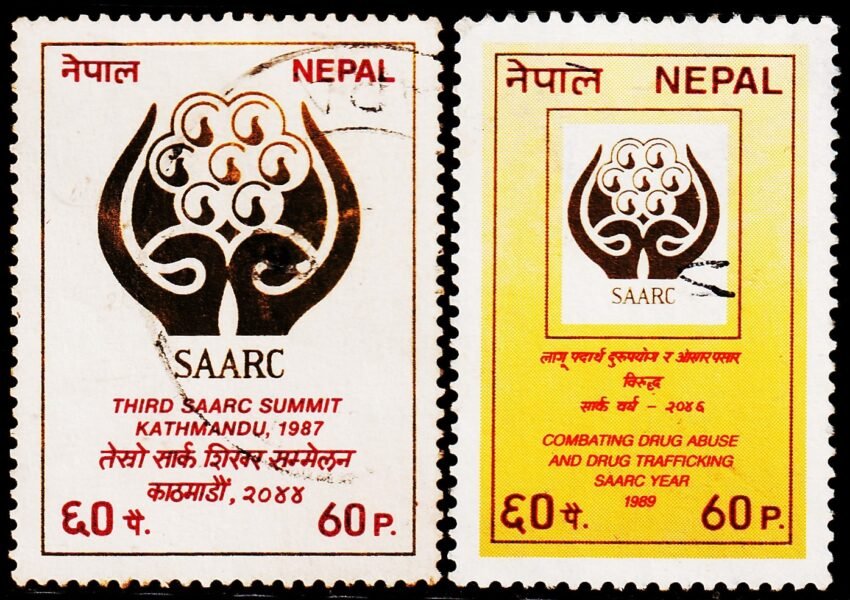 नेपाल NEPAL
SAARC
THIRD SAARC SUMMIT
KATHMANDU, 1987
तेस्रो सार्क शिखर सम्मेलन
काठमाडौं, २०४४
६० पै. 60 P.
नेपाल NEPAL
SAARC
लागू पदार्थ दुरुपयोग र ओसारपसार
विरुद्ध
सार्क वर्ष - २०४६
COMBATING DRUG ABUSE
AND DRUG TRAFFICKING
SAARC YEAR
1989
६० पै. 60 P.